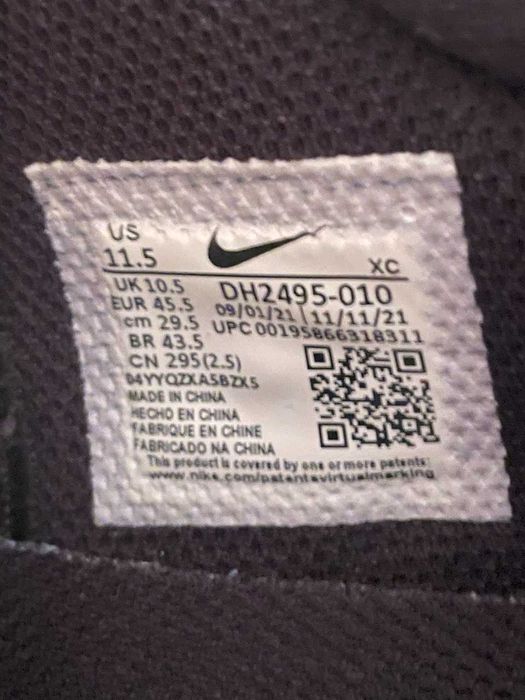 US
11.5
XC
UK 10.5
EUR 45.5
cm 29.5
BR 43.5
CN 295(2.5)
DH2495-010
09/01/21 11/11/21
UPC 00195866318311
04YYQZXA5BZX5
MADE IN CHINA
HECHO EN CHINA
FABRIQUE EN CHINE
FABRICADO NA CHINA
This product is covered by one or more patents:
www.nike.com/patentsvirtualmarking